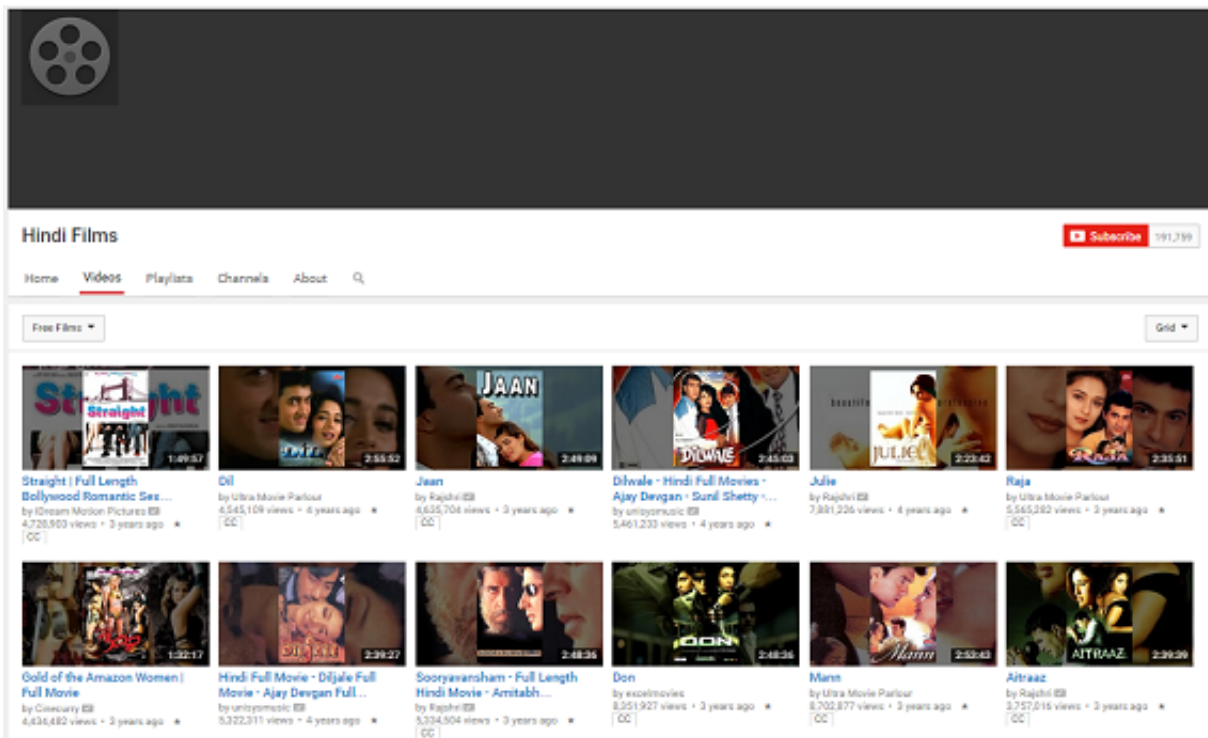 Hindi Films
Subscribe 191,759
Home Videos Playlists Channels About
Free Films
Grid
Straight
1:49:57
2:55:52
JAAN
2:49:09
DILWALE
2:45:03
JULIE
2:23:42
RAJA
2:35:51
Straight | Full Length
Bollywood Romantic Sex...
by iDream Motion Pictures
4,728,903 views • 3 years ago
CC
Dil
by Ultra Movie Parlour
4,545,109 views • 4 years ago
CC
Jaan
by Rajshri
4,635,704 views • 3 years ago
CC
Dilwale - Hindi Full Movies -
Ajay Devgan - Sunil Shetty -...
by unisysmusic
5,461,233 views • 4 years ago
Julie
by Rajshri
7,881,226 views • 4 years ago
Raja
by Ultra Movie Parlour
5,565,282 views • 3 years ago
CC
1:32:17
2:39:27
2:48:36
DON
2:48:36
Mann
2:53:43
AITRAAZ
2:39:39
Gold of the Amazon Women |
Full Movie
by Cinecurry
4,434,482 views • 3 years ago
Hindi Full Movie - Diljale Full
Movie - Ajay Devgan Full...
by unisysmusic
5,322,311 views • 4 years ago
Sooryavansham - Full Length
Hindi Movie - Amitabh...
by Rajshri
5,334,504 views • 3 years ago
CC
Don
by excelmovies
8,351,927 views • 3 years ago
CC
Mann
by Ultra Movie Parlour
8,702,877 views • 3 years ago
CC
Aitraaz
by Rajshri
3,757,016 views • 3 years ago
CC